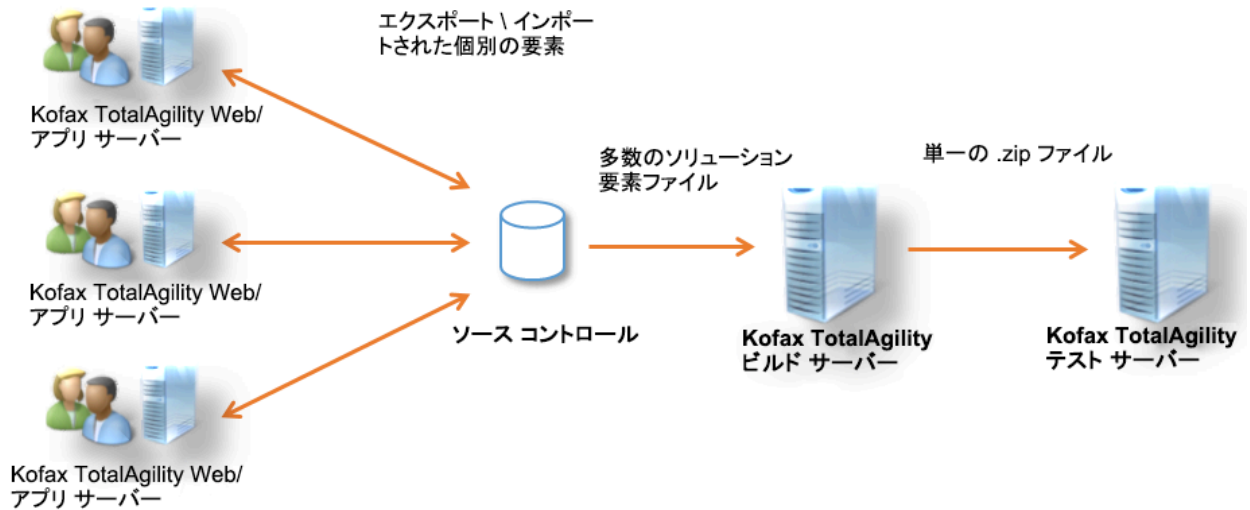 エクスポート \ インポー
トされた個別の要素
Kofax TotalAgility Web/
アプリ サーバー
多数のソリューション
要素ファイル
単一の .zip ファイル
Kofax TotalAgility Web/
アプリ サーバー
ソース コントロール
Kofax TotalAgility
ビルド サーバー
Kofax TotalAgility
テスト サーバー
Kofax TotalAgility Web/
アプリ サーバー